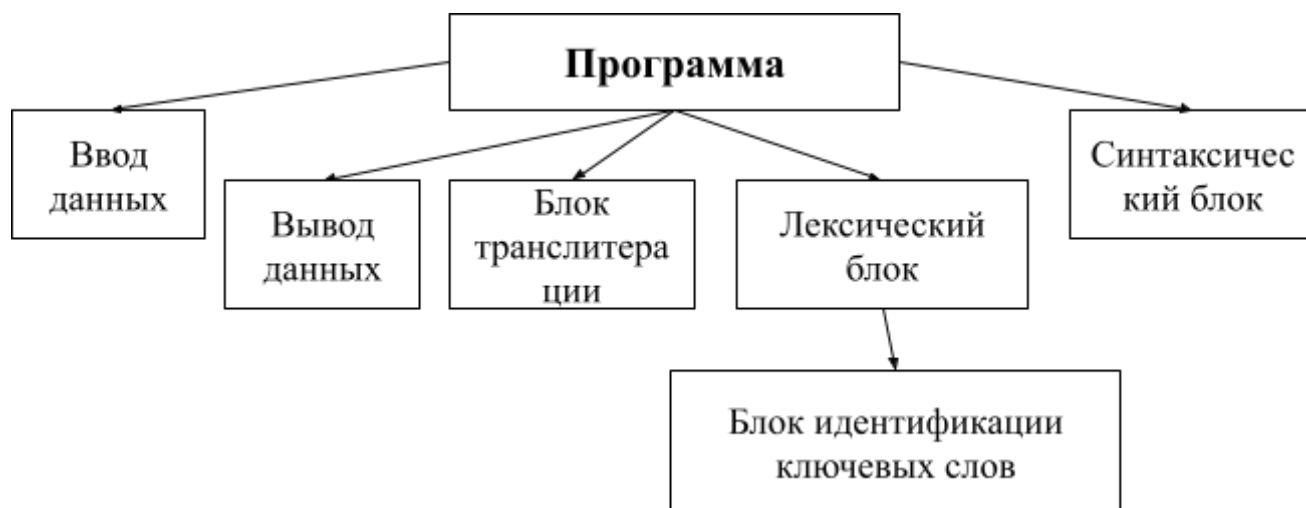 Программа
Ввод
данных
Вывод
данных
Блок
транслитера
ции
Лексический
блок
Синтаксичес
кий блок
Блок идентификации
ключевых слов